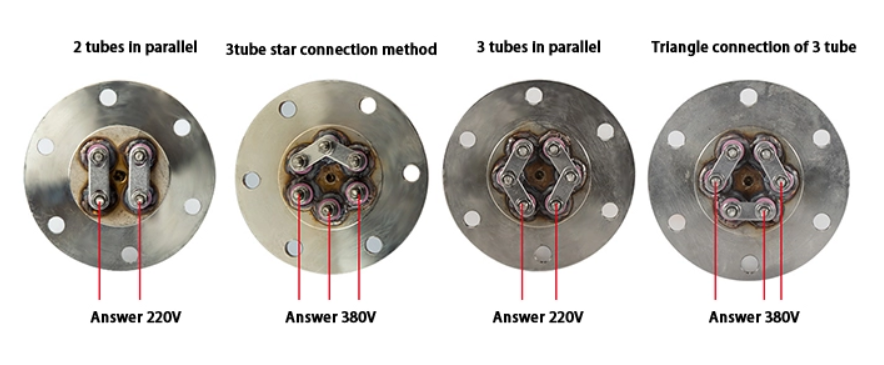 2 tubes in parallel
3tube star connection method
3 tubes in parallel
Triangle connection of 3 tube
Answer 220V
Answer 380V
Answer 220V
Answer 380V